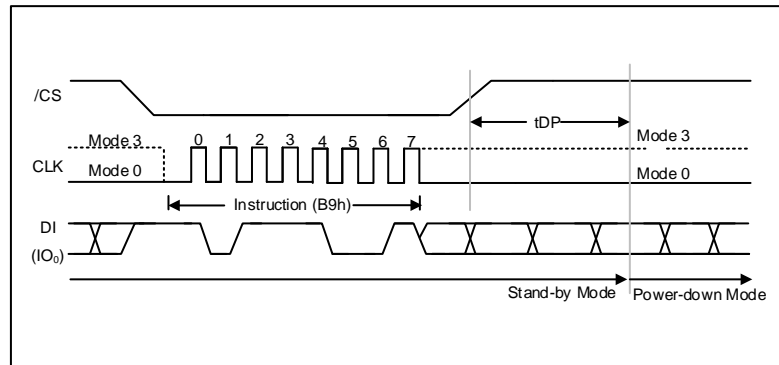 /CS
tDP
Mode 3
0 1 2 3 4 5 6 7
Mode 3
CLK
Mode 0
Mode 0
Instruction (B9h)
DI
(IO₀)
Stand-by Mode
Power-down Mode